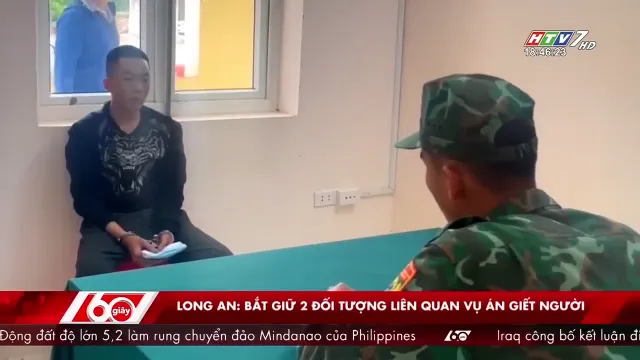 HTV7 HD
18:46:23
60 giây
LONG AN: BẮT GIỮ 2 ĐỐI TƯỢNG LIÊN QUAN VỤ ÁN GIẾT NGƯỜI
Động đất độ lớn 5,2 làm rung chuyển đảo Mindanao của Philippines 60 Iraq công bố kết luận đ